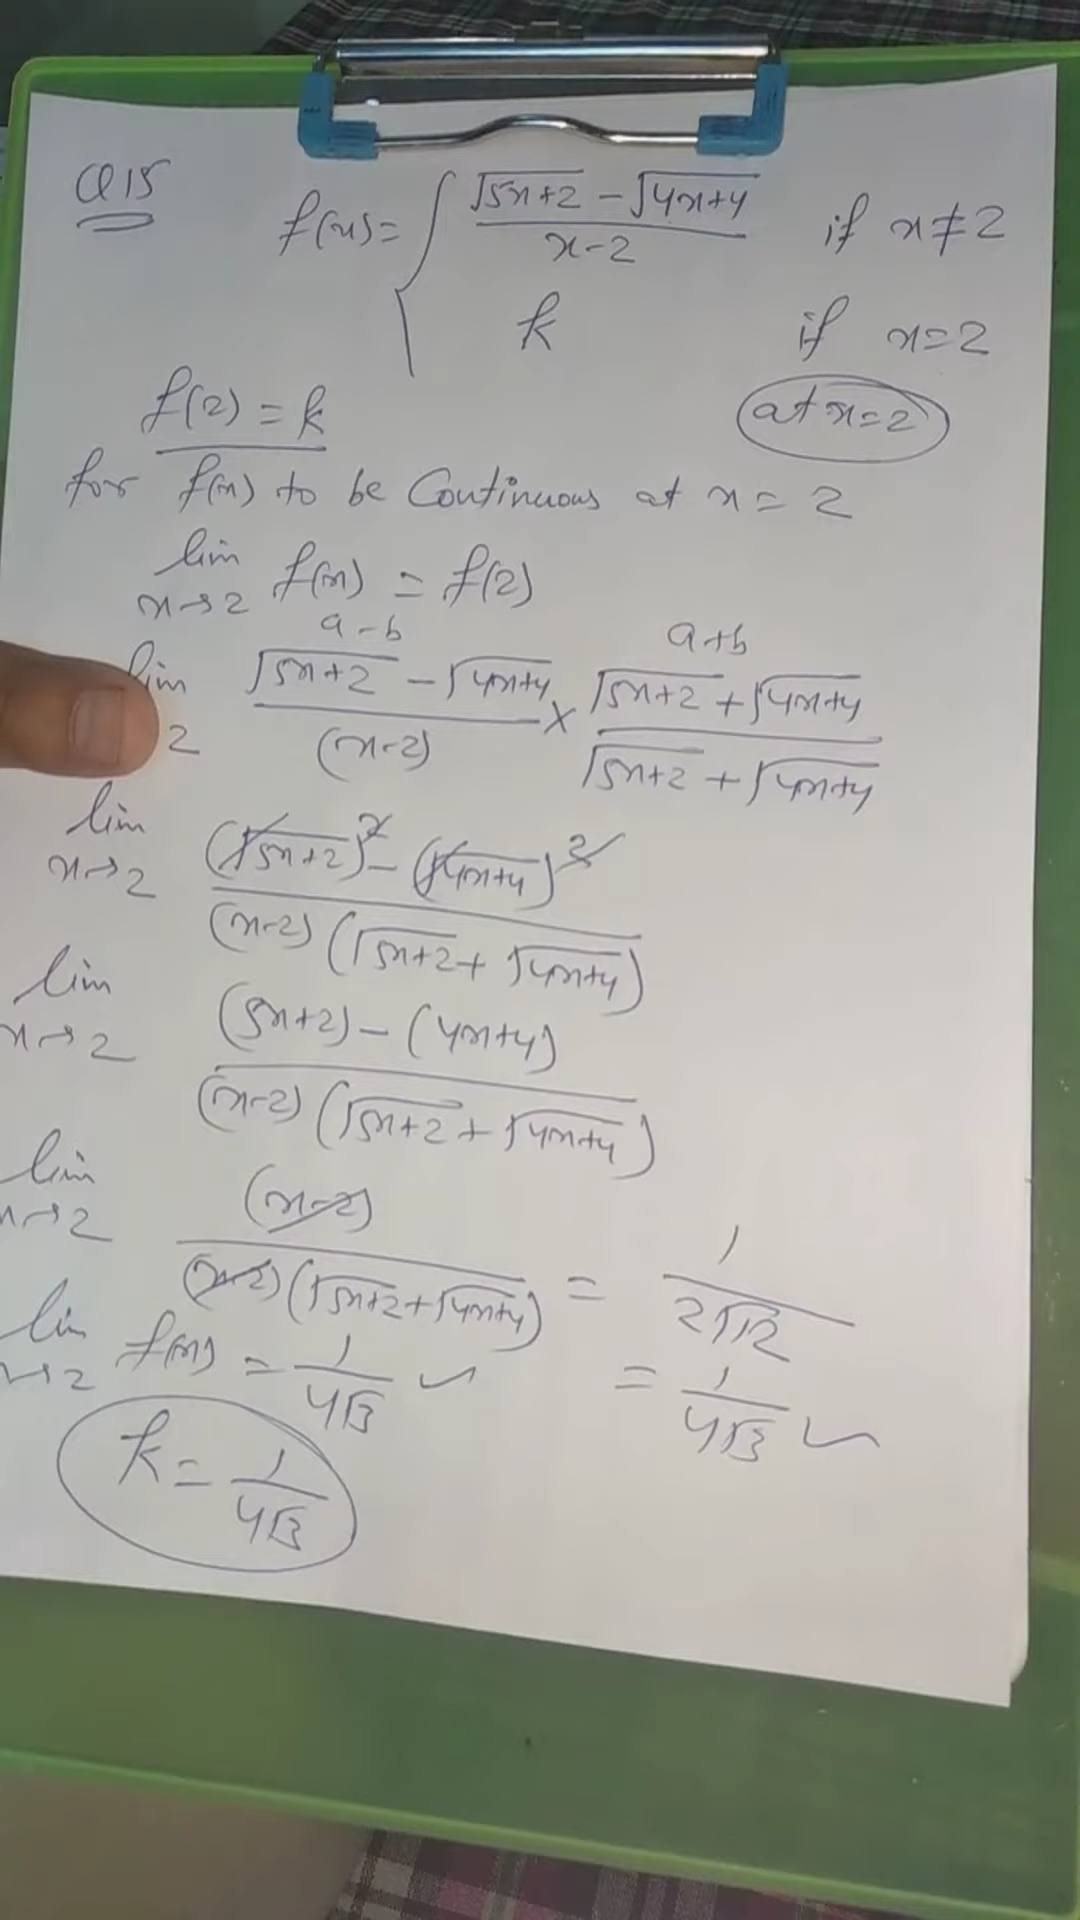 Q15
f(x) = { (√5x+2 − √4x+4)/(x−2) if x ≠ 2
k if x = 2
f(2) = k
at x = 2
for f(x) to be Continuous at x = 2
lim x→2 f(x) = f(2)
a − b a + b
lim 2 (√5x+2 − √4x+4)/(x−2) × (√5x+2 + √4x+4)/(√5x+2 + √4x+4)
lim x→2 ((√5x+2)² − (√4x+4)²)/((x−2)(√5x+2 + √4x+4))
lim x→2 ((5x+2) − (4x+4))/((x−2)(√5x+2 + √4x+4))
lim x→2 (x−2)/((x−2)(√5x+2 + √4x+4)) = 1/(2√12)
lim x→2 f(x) = 1/(4√3) ✓ = 1/(4√3) ✓
k = 1/(4√3)